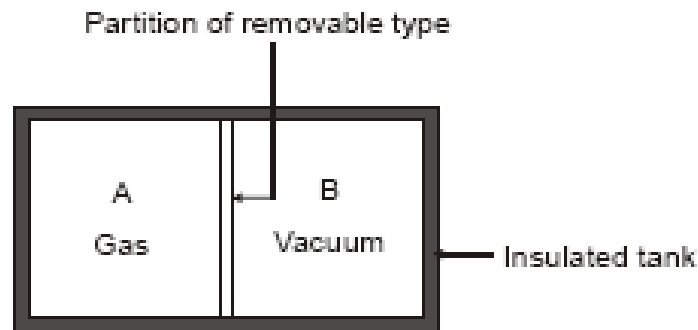 Partition of removable type
A
Gas
B
Vacuum
Insulated tank